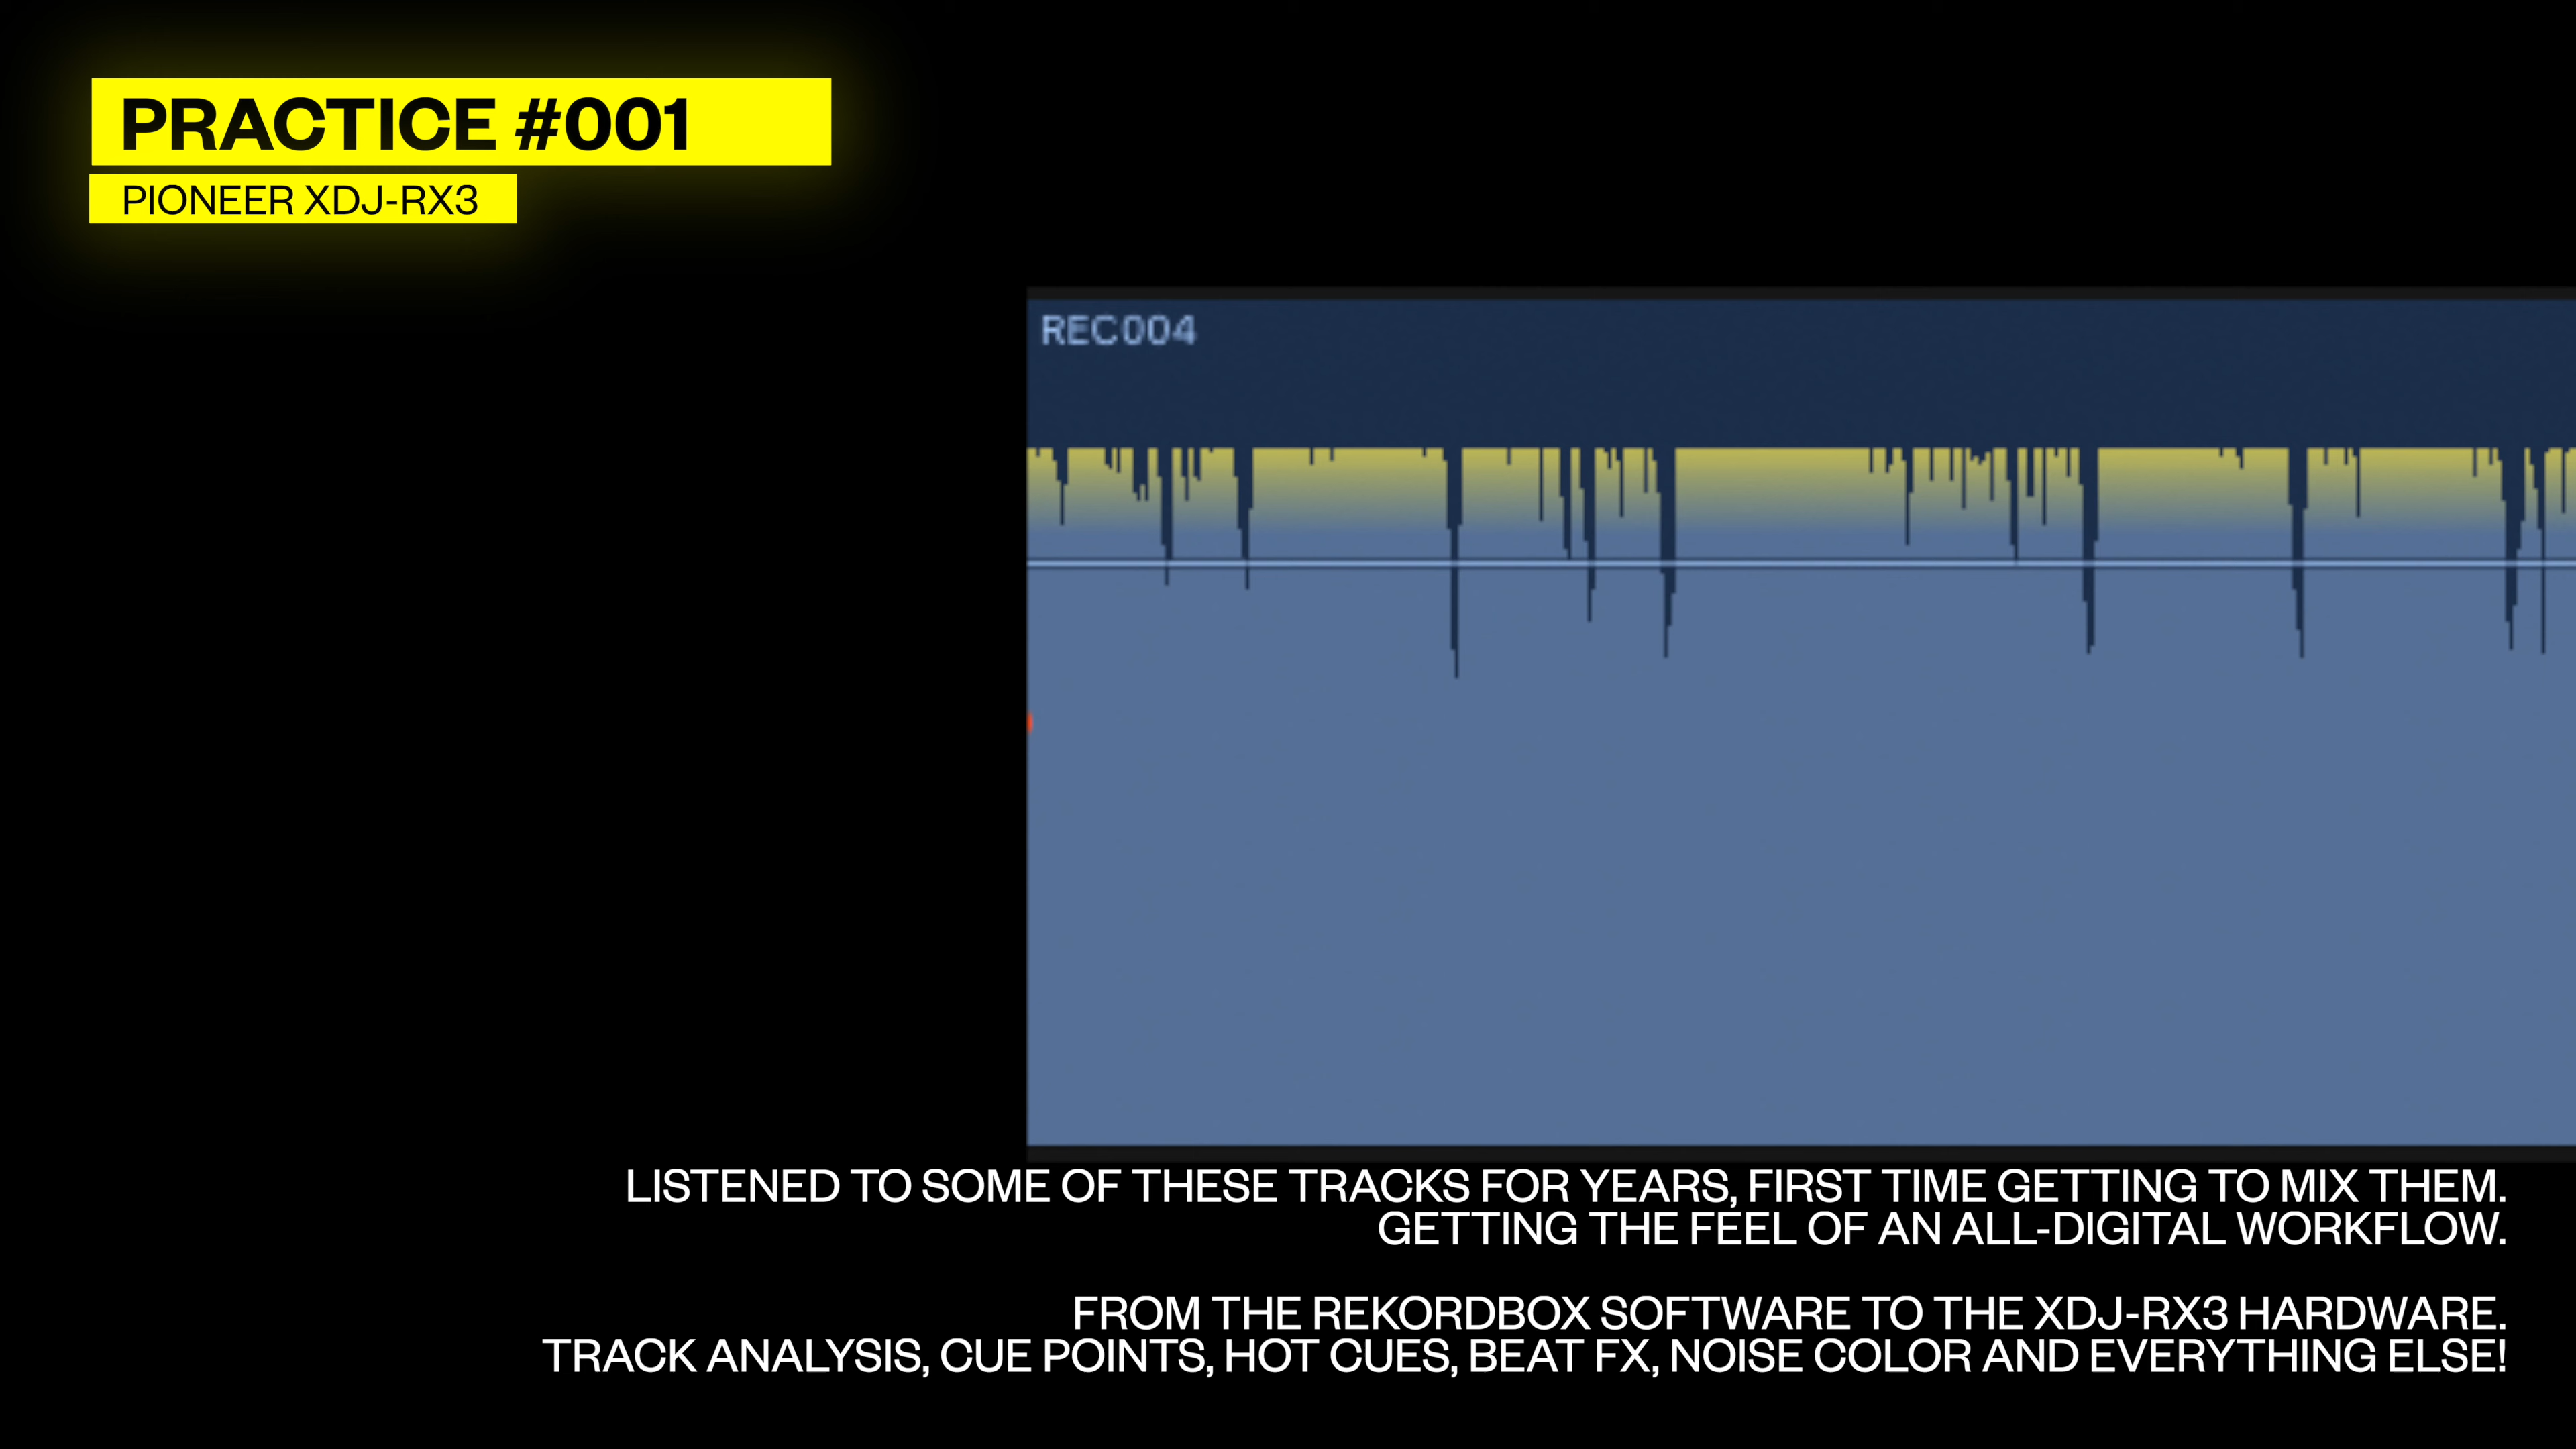 PRACTICE #001
PIONEER XDJ-RX3
REC004
LISTENED TO SOME OF THESE TRACKS FOR YEARS, FIRST TIME GETTING TO MIX THEM.
GETTING THE FEEL OF AN ALL-DIGITAL WORKFLOW.
FROM THE REKORDBOX SOFTWARE TO THE XDJ-RX3 HARDWARE.
TRACK ANALYSIS, CUE POINTS, HOT CUES, BEAT FX, NOISE COLOR AND EVERYTHING ELSE!